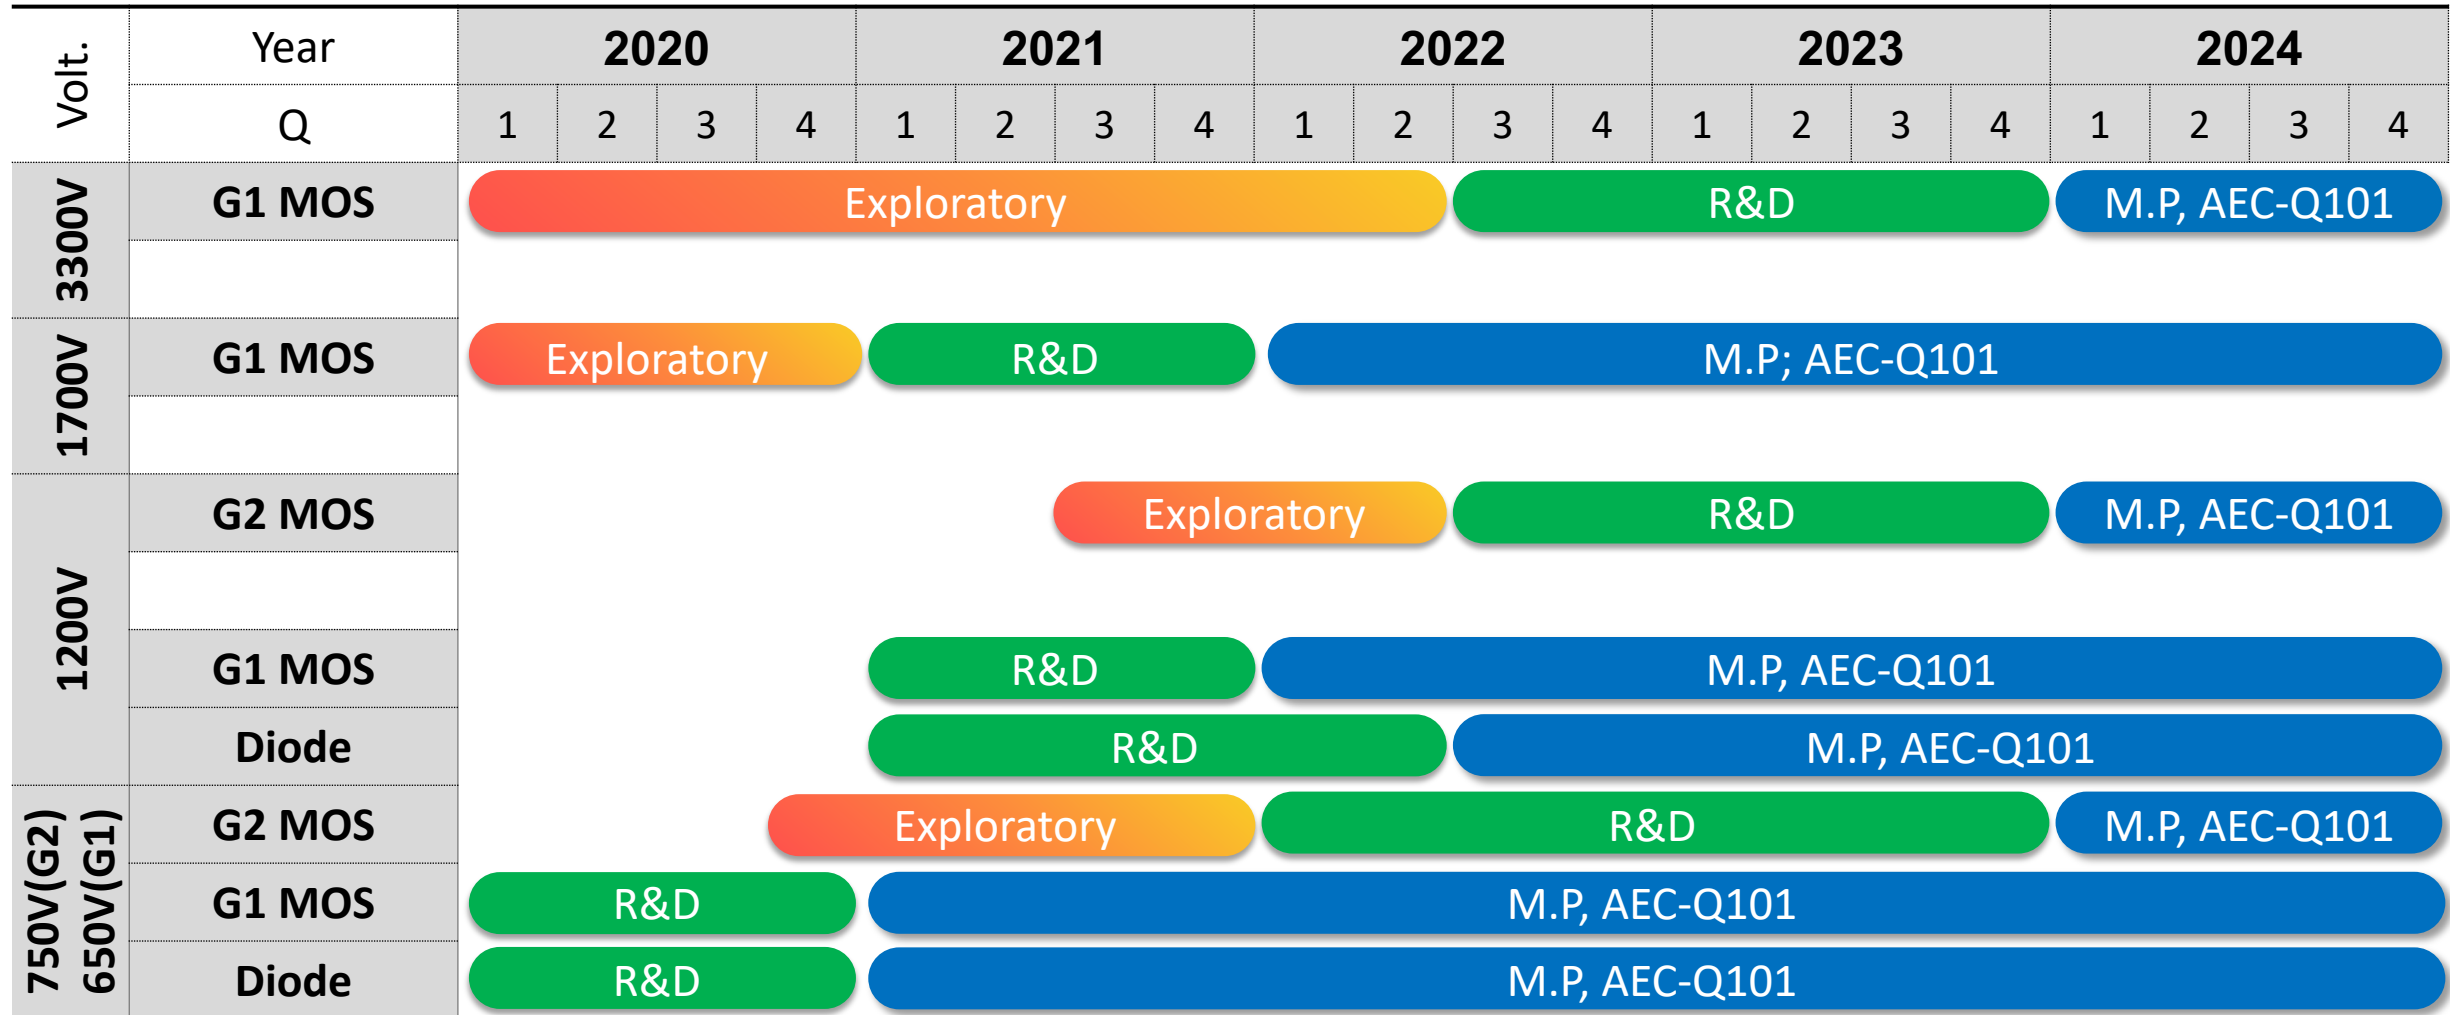 Volt.
Year 2020 2021 2022 2023 2024
Q 1 2 3 4 1 2 3 4 1 2 3 4 1 2 3 4 1 2 3 4
3300V
G1 MOS Exploratory R&D M.P, AEC-Q101
1700V
G1 MOS Exploratory R&D M.P; AEC-Q101
1200V
G2 MOS Exploratory R&D M.P, AEC-Q101
G1 MOS R&D M.P, AEC-Q101
Diode R&D M.P, AEC-Q101
750V(G2)
650V(G1)
G2 MOS Exploratory R&D M.P, AEC-Q101
G1 MOS R&D M.P, AEC-Q101
Diode R&D M.P, AEC-Q101